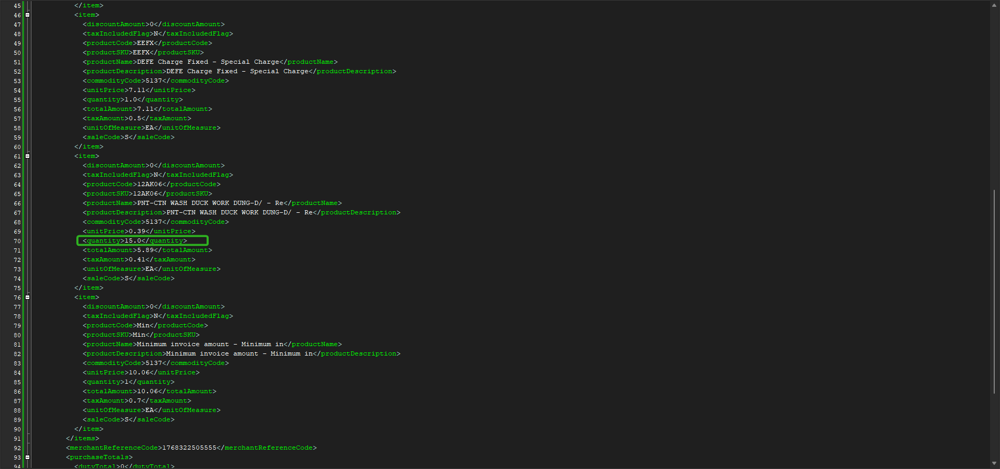 45 </item>
46 <item>
47 <discountAmount>0</discountAmount>
48 <taxIncludedFlag>N</taxIncludedFlag>
49 <productCode>EEFX</productCode>
50 <productSKU>EEFX</productSKU>
51 <productName>DEFE Charge Fixed - Special Charge</productName>
52 <productDescription>DEFE Charge Fixed - Special Charge</productDescription>
53 <commodityCode>5137</commodityCode>
54 <unitPrice>7.11</unitPrice>
55 <quantity>1.0</quantity>
56 <totalAmount>7.11</totalAmount>
57 <taxAmount>0.5</taxAmount>
58 <unitOfMeasure>EA</unitOfMeasure>
59 <saleCode>S</saleCode>
60 </item>
61 <item>
62 <discountAmount>0</discountAmount>
63 <taxIncludedFlag>N</taxIncludedFlag>
64 <productCode>12AK06</productCode>
65 <productSKU>12AK06</productSKU>
66 <productName>PNT-CTN WASH DUCK WORK DUNG-D/ - Re</productName>
67 <productDescription>PNT-CTN WASH DUCK WORK DUNG-D/ - Re</productDescription>
68 <commodityCode>5137</commodityCode>
69 <unitPrice>0.39</unitPrice>
70 <quantity>15.0</quantity>
71 <totalAmount>5.89</totalAmount>
72 <taxAmount>0.41</taxAmount>
73 <unitOfMeasure>EA</unitOfMeasure>
74 <saleCode>S</saleCode>
75 </item>
76 <item>
77 <discountAmount>0</discountAmount>
78 <taxIncludedFlag>N</taxIncludedFlag>
79 <productCode>Min</productCode>
80 <productSKU>Min</productSKU>
81 <productName>Minimum invoice amount - Minimum in</productName>
82 <productDescription>Minimum invoice amount - Minimum in</productDescription>
83 <commodityCode>5137</commodityCode>
84 <unitPrice>10.06</unitPrice>
85 <quantity>1</quantity>
86 <totalAmount>10.06</totalAmount>
87 <taxAmount>0.7</taxAmount>
88 <unitOfMeasure>EA</unitOfMeasure>
89 <saleCode>S</saleCode>
90 </item>
91 </items>
92 <merchantReferenceCode>1768322505555</merchantReferenceCode>
93 <purchaseTotals>
94 <dutyTotal>0</dutyTotal>